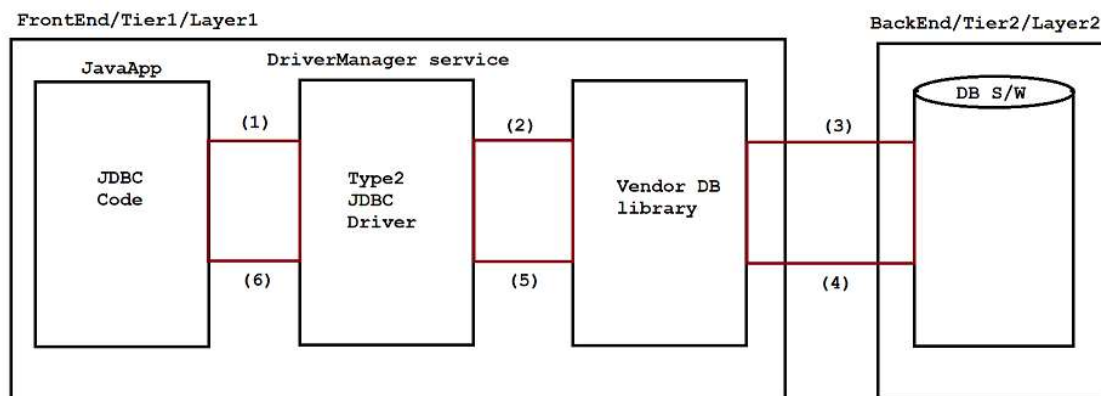 FrontEnd/Tier1/Layer1
BackEnd/Tier2/Layer2
JavaApp
DriverManager service
DB S/W
(1)
(2)
(3)
JDBC
Code
Type2
JDBC
Driver
Vendor DB
library
(6)
(5)
(4)